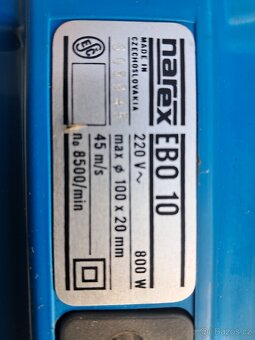 narex
EBO 10
MADE IN
CZECHOSLOVAKIA
220 V~ 800 W
max ϕ 100 x 20 mm
45 m/s
n₀ 8500/min